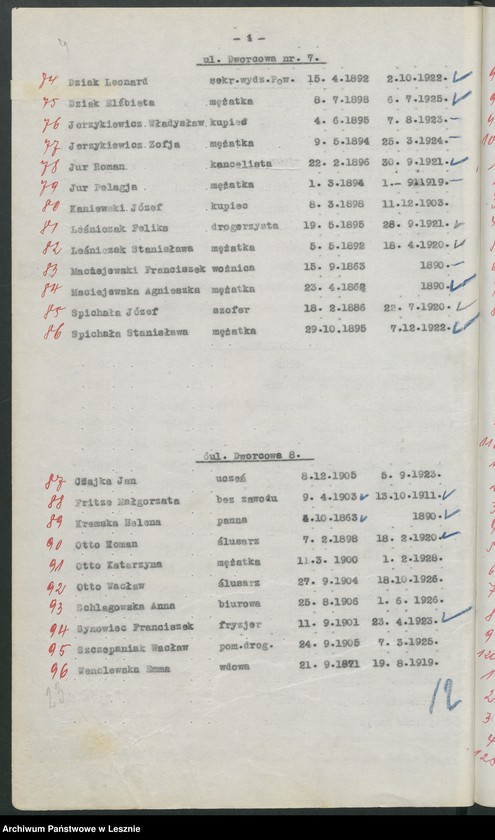 - 4 -
ul. Dworcowa nr. 7.
74 Dziak Leonard sekr.wydz.Pow. 15. 4.1892 2.10.1922.
75 Dziak Elżbieta mężatka 8. 7.1898 6. 7.1925.
76 Jerzykiewicz Władysław kupiec 4. 6.1895 7. 8.1923.
77 Jerzykiewicz Zofja mężatka 9. 5.1894 25. 3.1924.
78 Jur Roman kancelista 22. 2.1896 30. 9.1921.
79 Jur Pelagja mężatka 1. 3.1894 1.- 1919.
80 Kaniewski Józef kupiec 8. 3.1898 11.12.1903.
81 Leśniczak Feliks drogerzysta 19. 5.1895 28. 9.1921.
82 Leśniczak Stanisława mężatka 5. 5.1892 18. 4.1920.
83 Maciejewski Franciszek woźnica 15. 9.1863 1890.
84 Maciejewska Agnieszka mężatka 23. 4.1862 1890.
85 Spichała Józef szofer 18. 2.1886 22. 7.1920.
86 Spichała Stanisława mężatka 29.10.1895 7.12.1922.
ul. Dworcowa 8.
87 Czajka Jan uczeń 8.12.1905 5. 9.1923.
88 Fritze Małgorzata bez zawodu 9. 4.1903 13.10.1911.
89 Kremska Helena panna 4.10.1863 1890.
90 Otto Roman ślusarz 7. 2.1898 18. 2.1920.
91 Otto Katarzyna mężatka 11.3. 1900 1. 2.1928.
92 Otto Wacław ślusarz 27. 9.1904 18.10.1926.
93 Schlagowska Anna biurowa 25. 8.1906 1. 6. 1926.
94 Synowiec Franciszek fryzjer 11. 9.1901 23. 4.1923.
95 Szczepaniak Wacław pom.drog. 24. 9.1905 7. 3.1925.
96 Wenclewska Emma wdowa 21. 9.1871 19. 8.1919.
23
12
Archiwum Państwowe w Lesznie